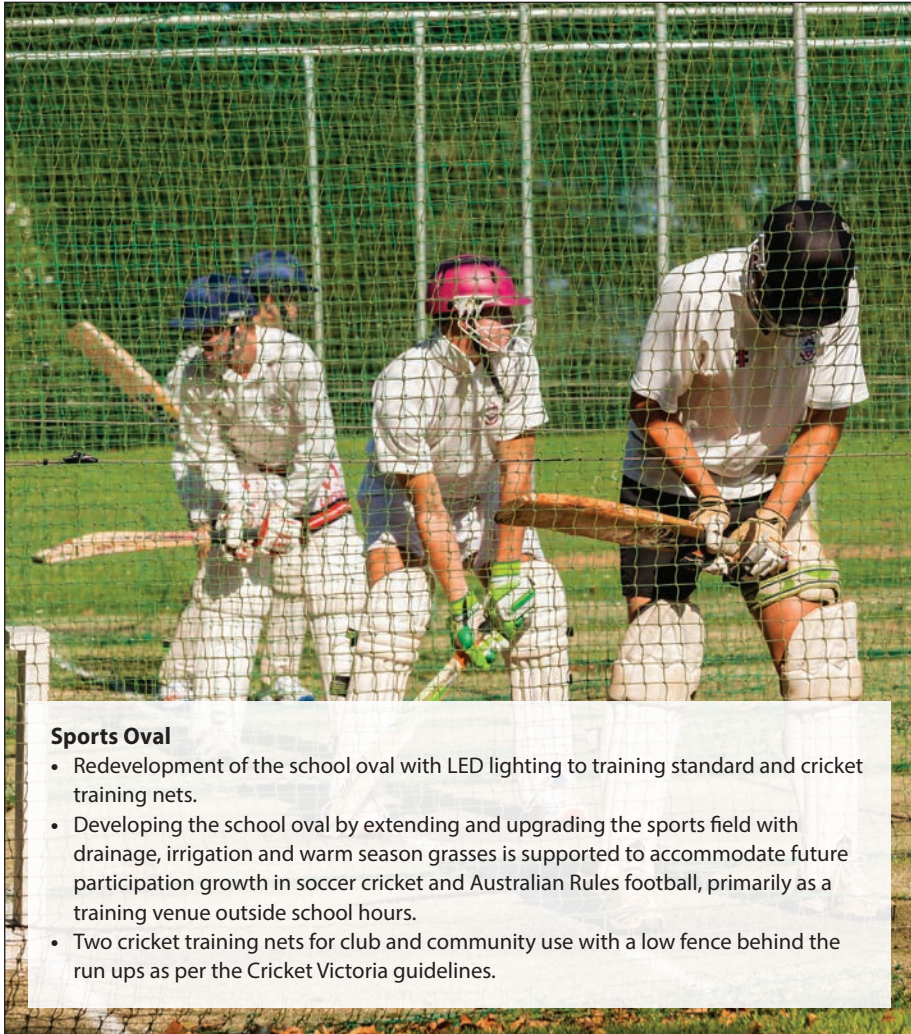 Sports Oval
• Redevelopment of the school oval with LED lighting to training standard and cricket
training nets.
• Developing the school oval by extending and upgrading the sports field with
drainage, irrigation and warm season grasses is supported to accommodate future
participation growth in soccer cricket and Australian Rules football, primarily as a
training venue outside school hours.
• Two cricket training nets for club and community use with a low fence behind the
run ups as per the Cricket Victoria guidelines.